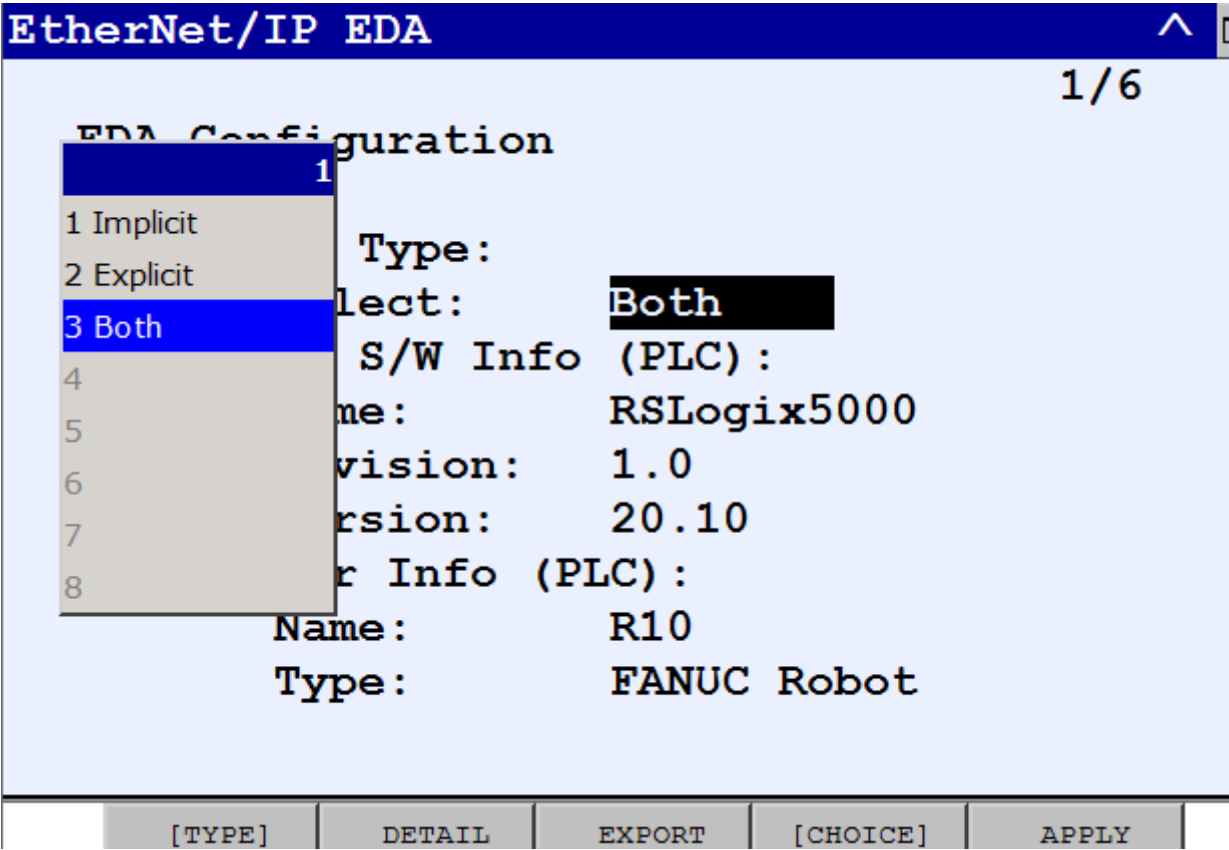 EtherNet/IP EDA
1/6
EDA Configuration
1
1 Implicit
2 Explicit
3 Both
4
5
6
7
8
Type:
lect: Both
S/W Info (PLC):
me: RSLogix5000
vision: 1.0
rsion: 20.10
r Info (PLC):
Name: R10
Type: FANUC Robot
[TYPE] DETAIL EXPORT [CHOICE] APPLY